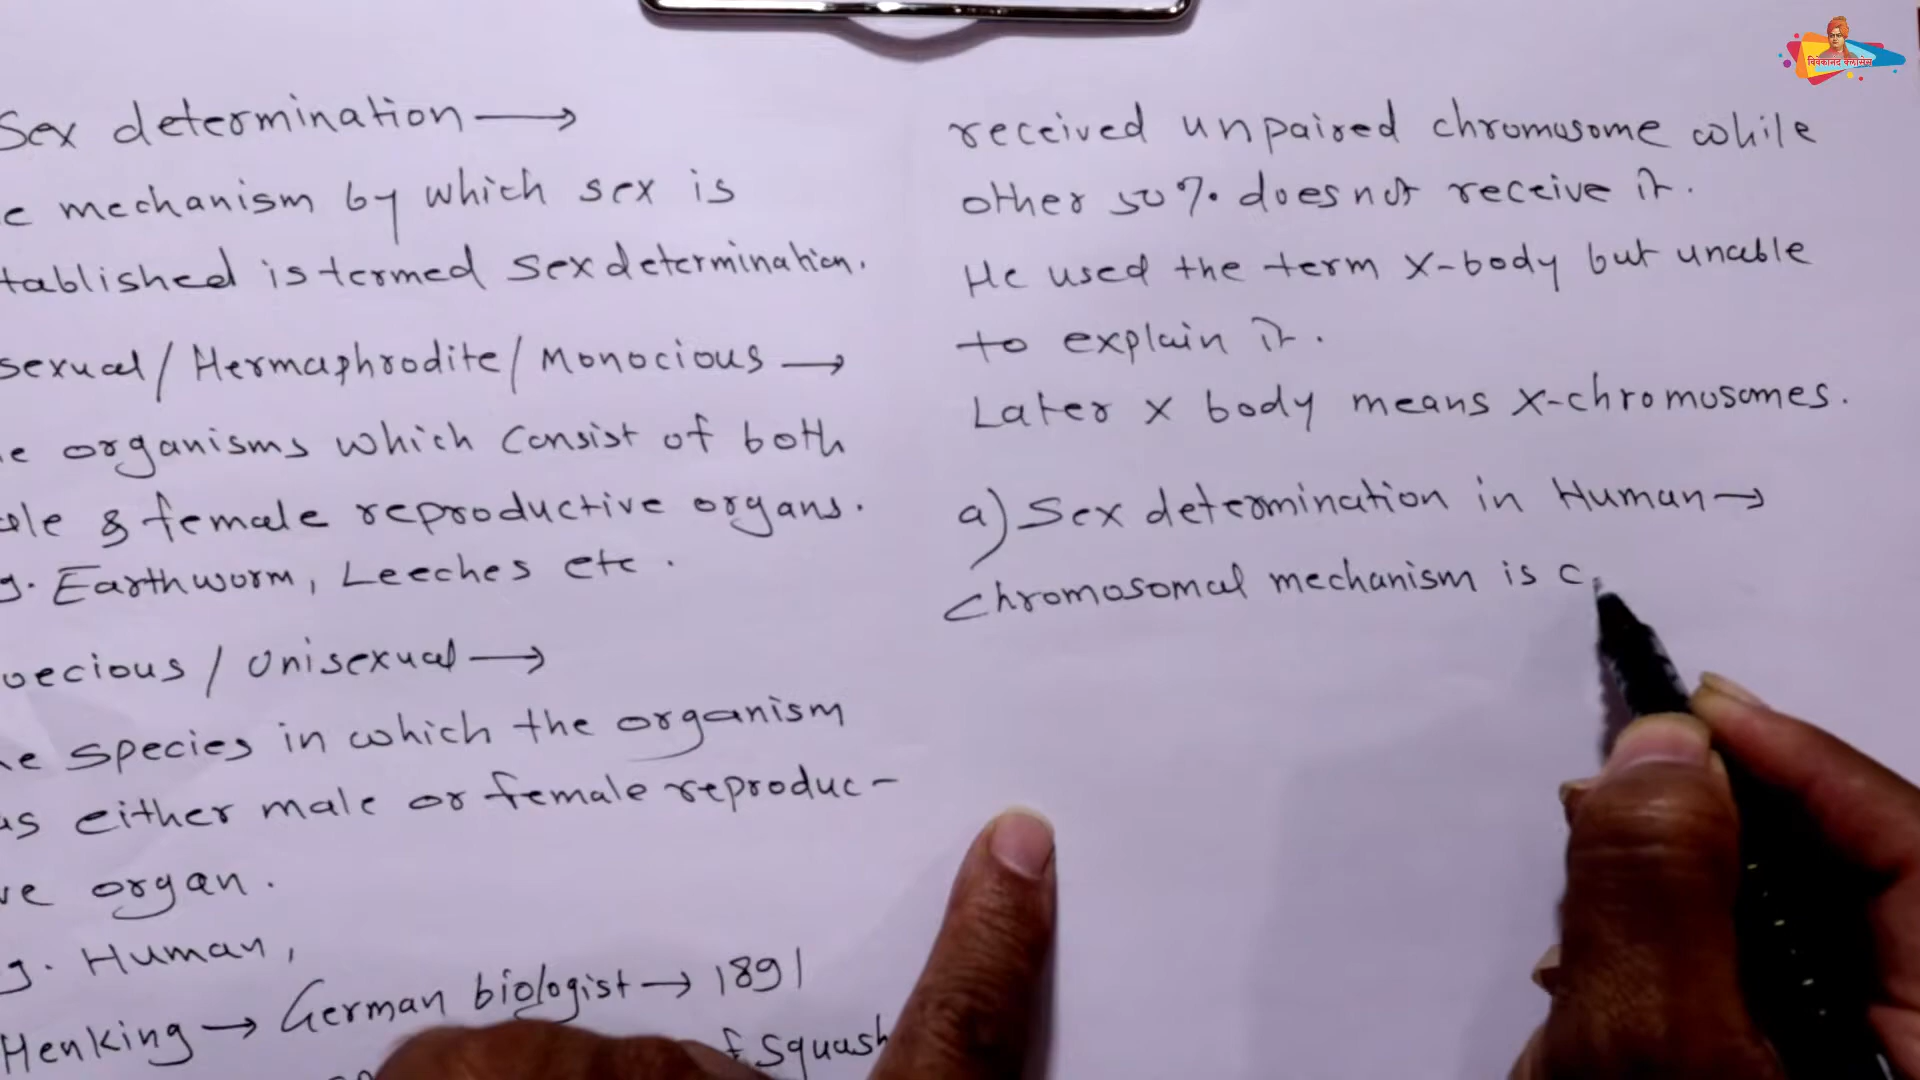 Sex determination →
e mechanism by which sex is
tablished is termed sex determination.
sexual / Hermaphrodite / Monocious →
e organisms which consist of both
ale & female reproductive organs.
g. Earthworm, Leeches etc.
oecious / Unisexual →
e species in which the organism
as either male or female reproduc-
ve organ.
g. Human,
Henking → German biologist → 1891
f squash
received unpaired chromosome while
other 50% does not receive it.
He used the term X-body but unable
to explain it.
Later X body means X-chromosomes.
a) Sex determination in Human →
Chromosomal mechanism is c
विवेकानंद क्लासेस